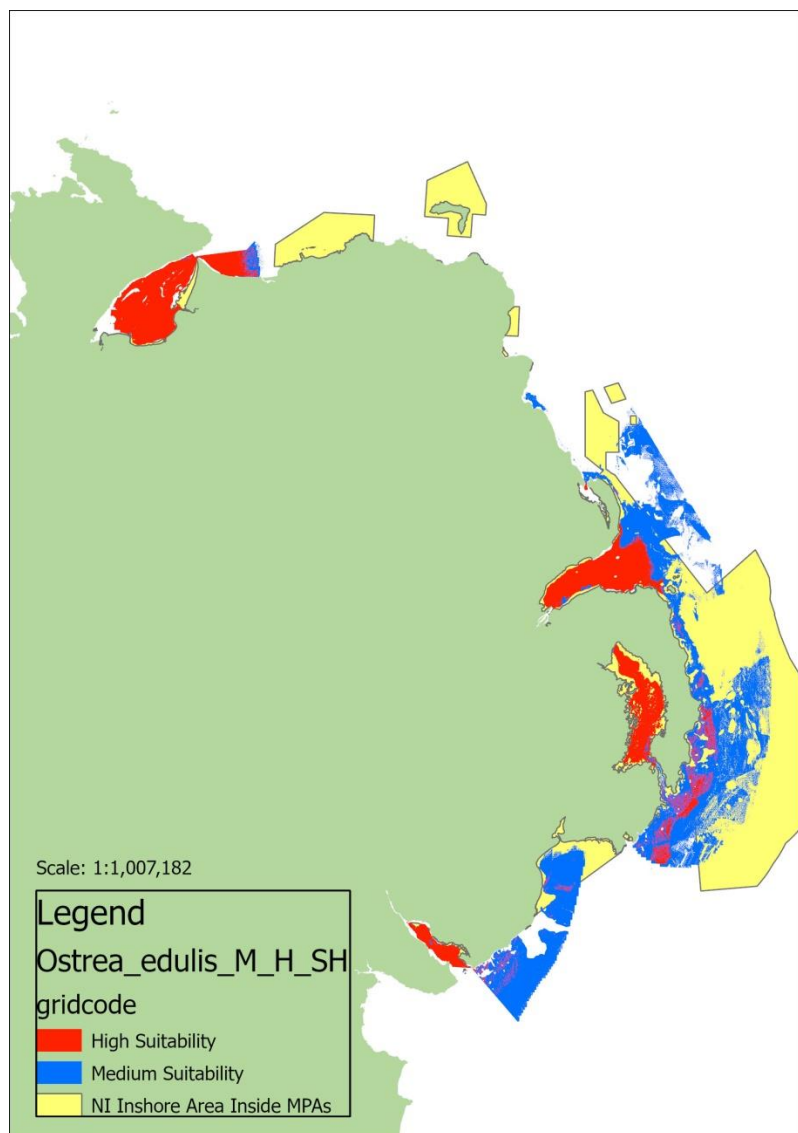 Scale: 1:1,007,182
Legend
Ostrea_edulis_M_H_SH
gridcode
High Suitability
Medium Suitability
NI Inshore Area Inside MPAs